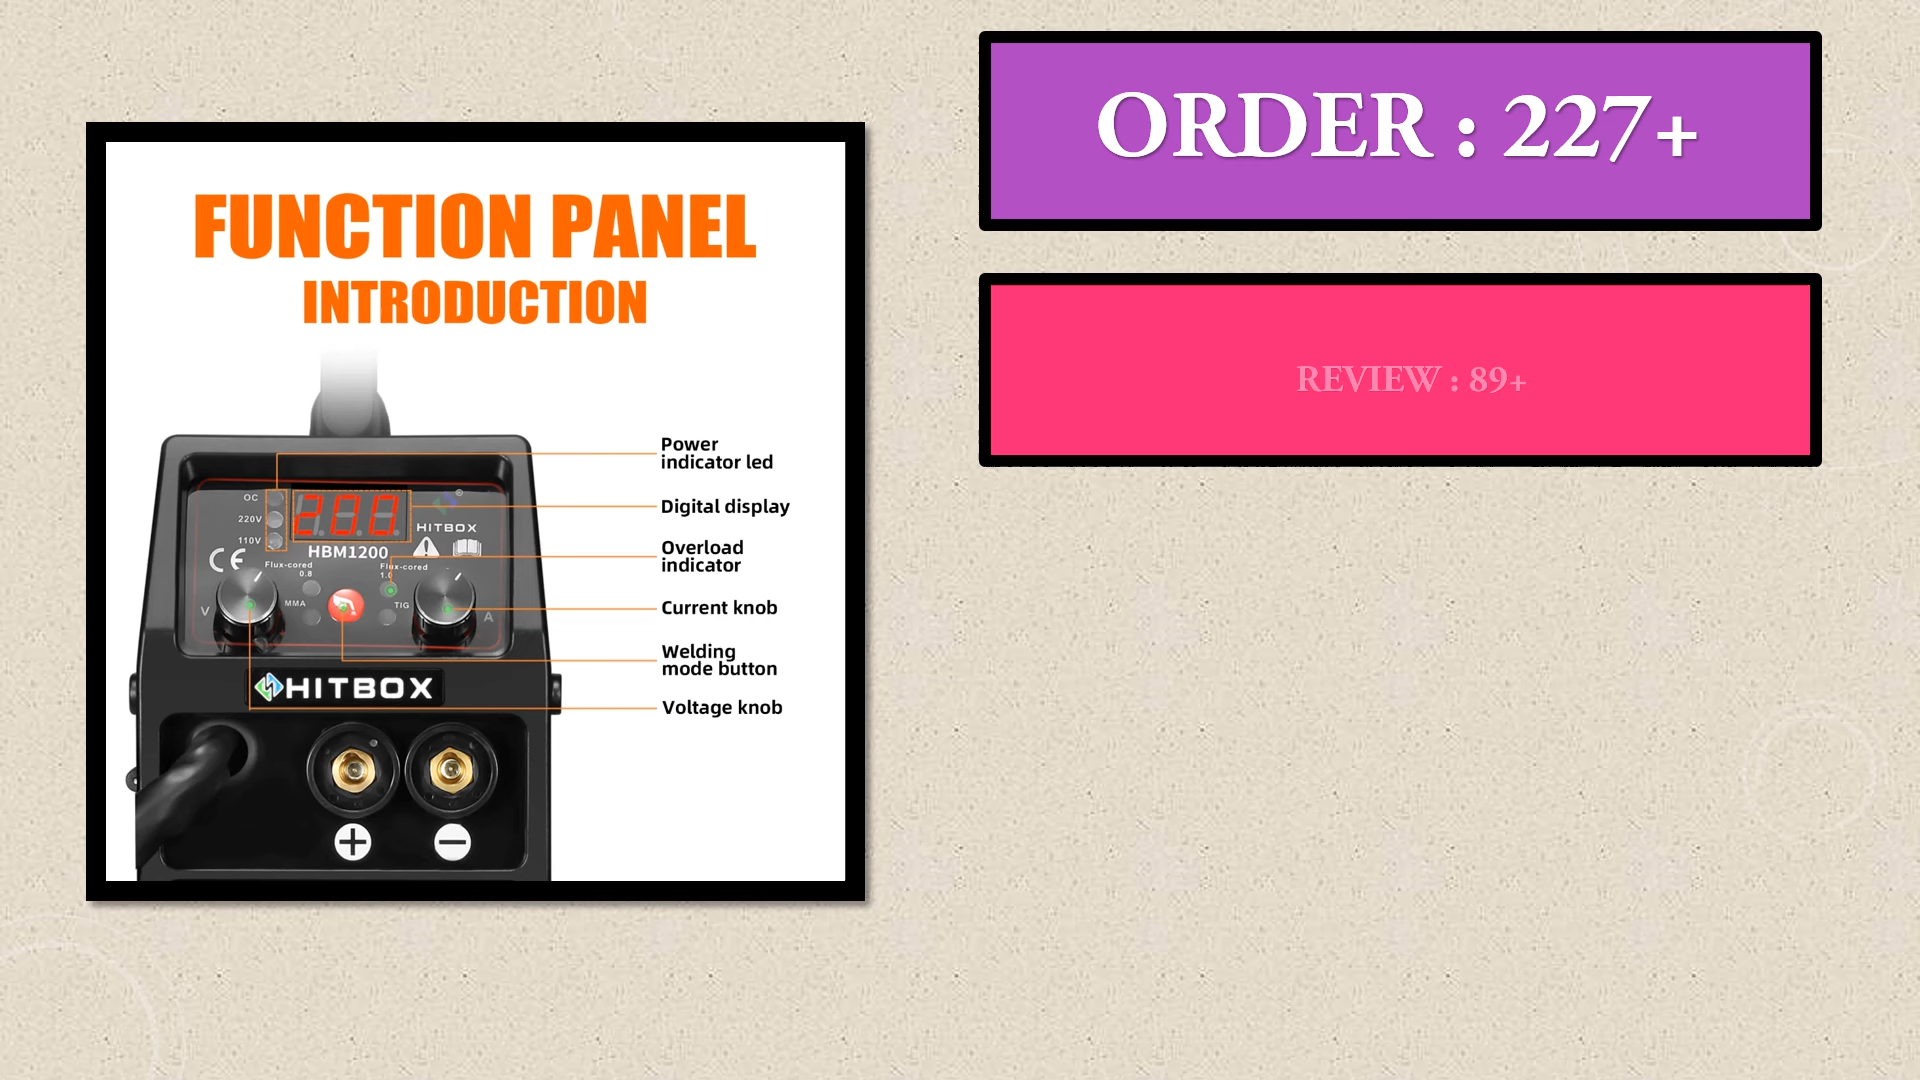 ORDER : 227+
REVIEW : 89+
FUNCTION PANEL
INTRODUCTION
Power
indicator led
Digital display
Overload
indicator
Current knob
Welding
mode button
Voltage knob
OC
220V
110V
200
HITBOX
®
HBM1200
CE
Flux-cored
0.8
Flux-cored
1.0
MMA
TIG
V
A
HITBOX
+
−